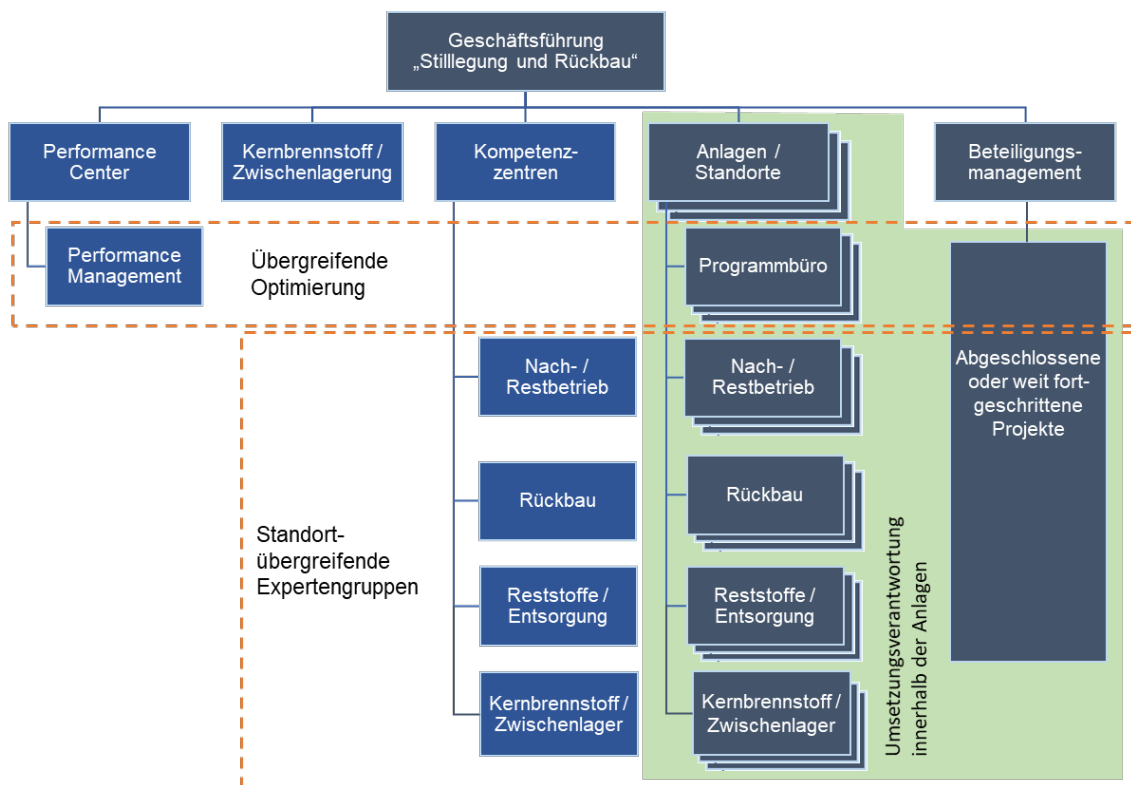 Geschäftsführung
„Stilllegung und Rückbau“
Performance
Center
Kernbrennstoff /
Zwischenlagerung
Kompetenz-
zentren
Anlagen /
Standorte
Beteiligungs-
management
Performance
Management
Übergreifende
Optimierung
Programmbüro
Abgeschlossene
oder weit fort-
geschrittene
Projekte
Nach- /
Restbetrieb
Nach- /
Restbetrieb
Standort-
übergreifende
Expertengruppen
Rückbau
Rückbau
Reststoffe /
Entsorgung
Reststoffe /
Entsorgung
Kernbrennstoff /
Zwischenlager
Kernbrennstoff /
Zwischenlager
Umsetzungsverantwortung
innerhalb der Anlagen